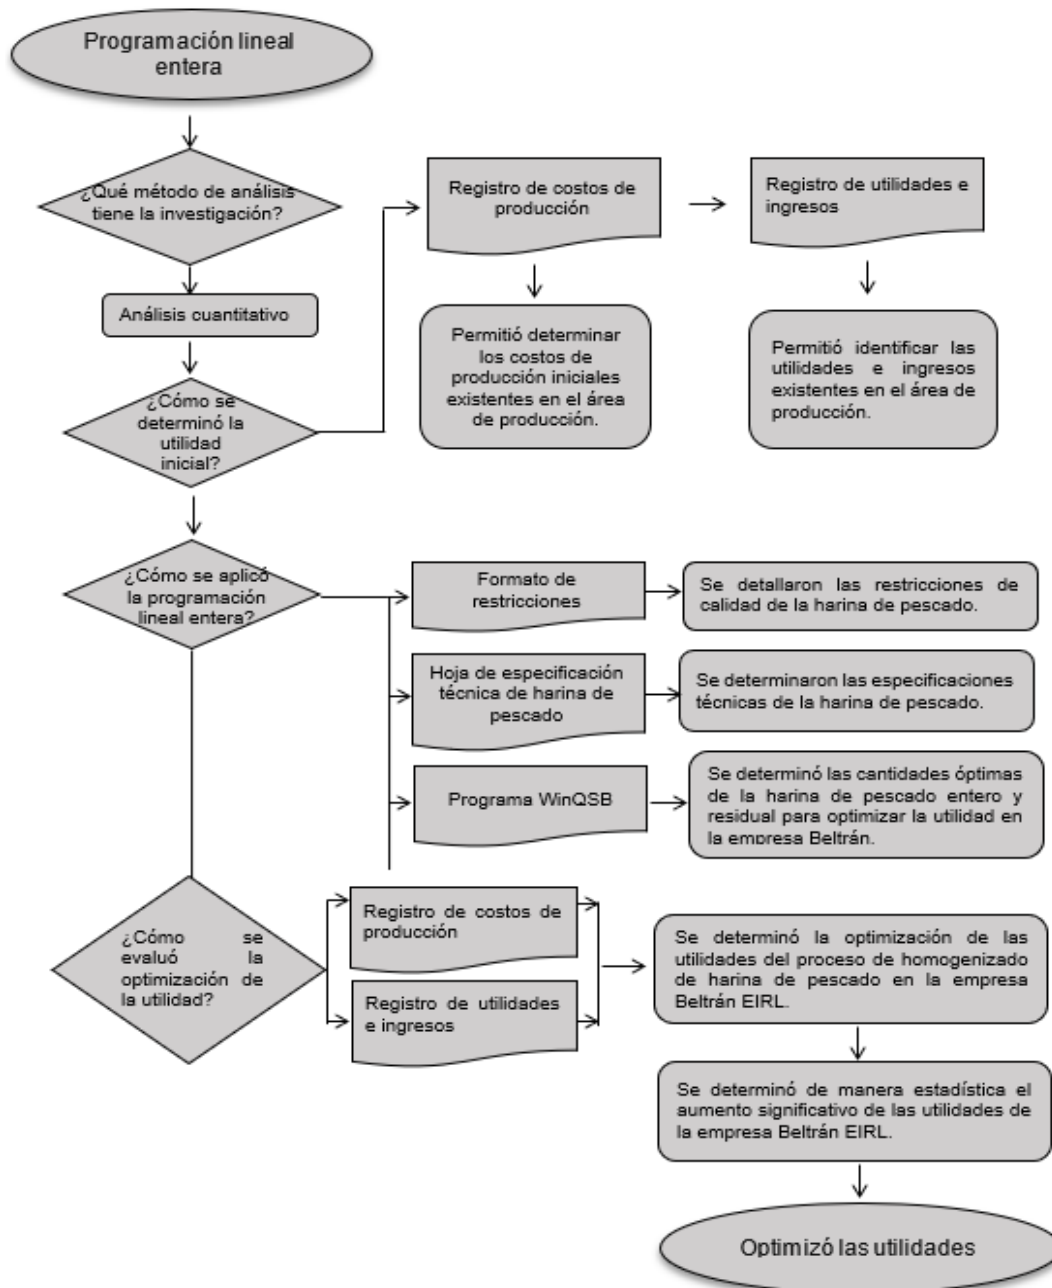 Programación lineal
entera
¿Qué método de análisis
tiene la investigación?
Registro de costos de
producción
Registro de utilidades e
ingresos
Análisis cuantitativo
Permitió determinar
los costos de
producción iniciales
existentes en el área
de producción.
Permitió identificar las
utilidades e ingresos
existentes en el área de
producción.
¿Cómo se
determinó la
utilidad
inicial?
¿Cómo se aplicó
la programación
lineal entera?
Formato de
restricciones
Se detallaron las restricciones de
calidad de la harina de pescado.
Hoja de especificación
técnica de harina de
pescado
Se determinaron las especificaciones
técnicas de la harina de pescado.
Programa WinQSB
Se determinó las cantidades óptimas
de la harina de pescado entero y
residual para optimizar la utilidad en
la empresa Beltrán.
¿Cómo se
evaluó la
optimización de
la utilidad?
Registro de costos de
producción
Registro de utilidades
e ingresos
Se determinó la optimización de las
utilidades del proceso de homogenizado
de harina de pescado en la empresa
Beltrán EIRL.
Se determinó de manera estadística el
aumento significativo de las utilidades de
la empresa Beltrán EIRL.
Optimizó las utilidades